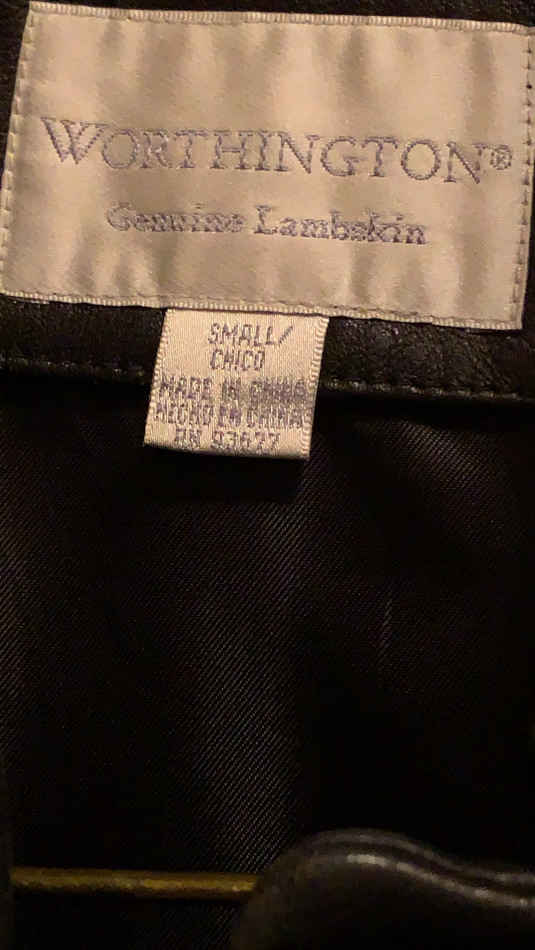 WORTHINGTON®
Genuine Lambskin
SMALL/
CHICO
MADE IN CHINA
HECHO EN CHINA
RN 93677